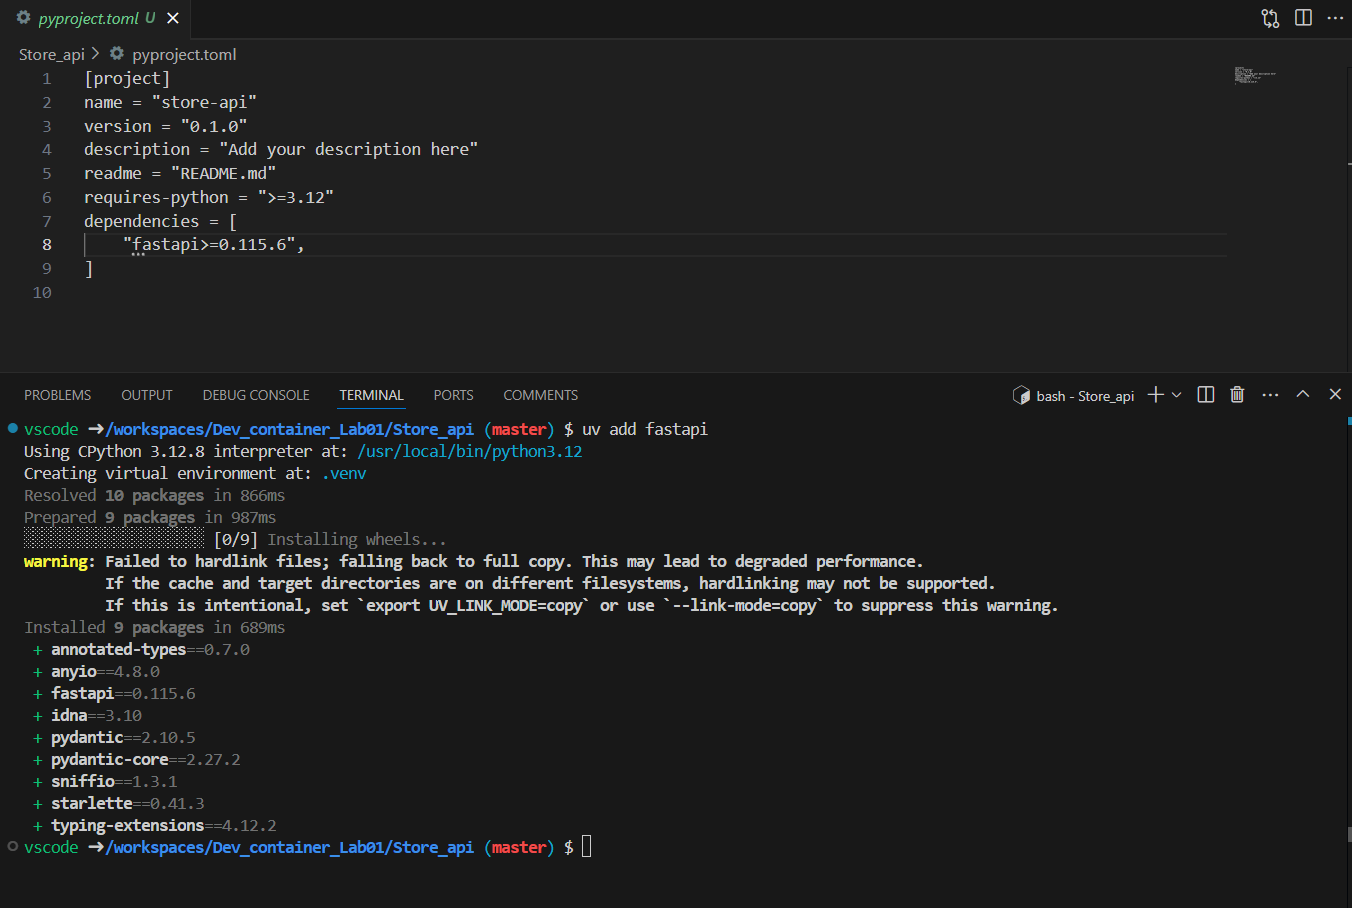 pyproject.toml U
Store_api > pyproject.toml
1 [project]
2 name = "store-api"
3 version = "0.1.0"
4 description = "Add your description here"
5 readme = "README.md"
6 requires-python = ">=3.12"
7 dependencies = [
8     "fastapi>=0.115.6",
9 ]
10
PROBLEMS OUTPUT DEBUG CONSOLE TERMINAL PORTS COMMENTS bash - Store_api
vscode ➜/workspaces/Dev_container_Lab01/Store_api (master) $ uv add fastapi
Using CPython 3.12.8 interpreter at: /usr/local/bin/python3.12
Creating virtual environment at: .venv
Resolved 10 packages in 866ms
Prepared 9 packages in 987ms
░░░░░░░░░░░░░░░░░░░░ [0/9] Installing wheels...
warning: Failed to hardlink files; falling back to full copy. This may lead to degraded performance.
If the cache and target directories are on different filesystems, hardlinking may not be supported.
If this is intentional, set `export UV_LINK_MODE=copy` or use `--link-mode=copy` to suppress this warning.
Installed 9 packages in 689ms
+ annotated-types==0.7.0
+ anyio==4.8.0
+ fastapi==0.115.6
+ idna==3.10
+ pydantic==2.10.5
+ pydantic-core==2.27.2
+ sniffio==1.3.1
+ starlette==0.41.3
+ typing-extensions==4.12.2
vscode ➜/workspaces/Dev_container_Lab01/Store_api (master) $